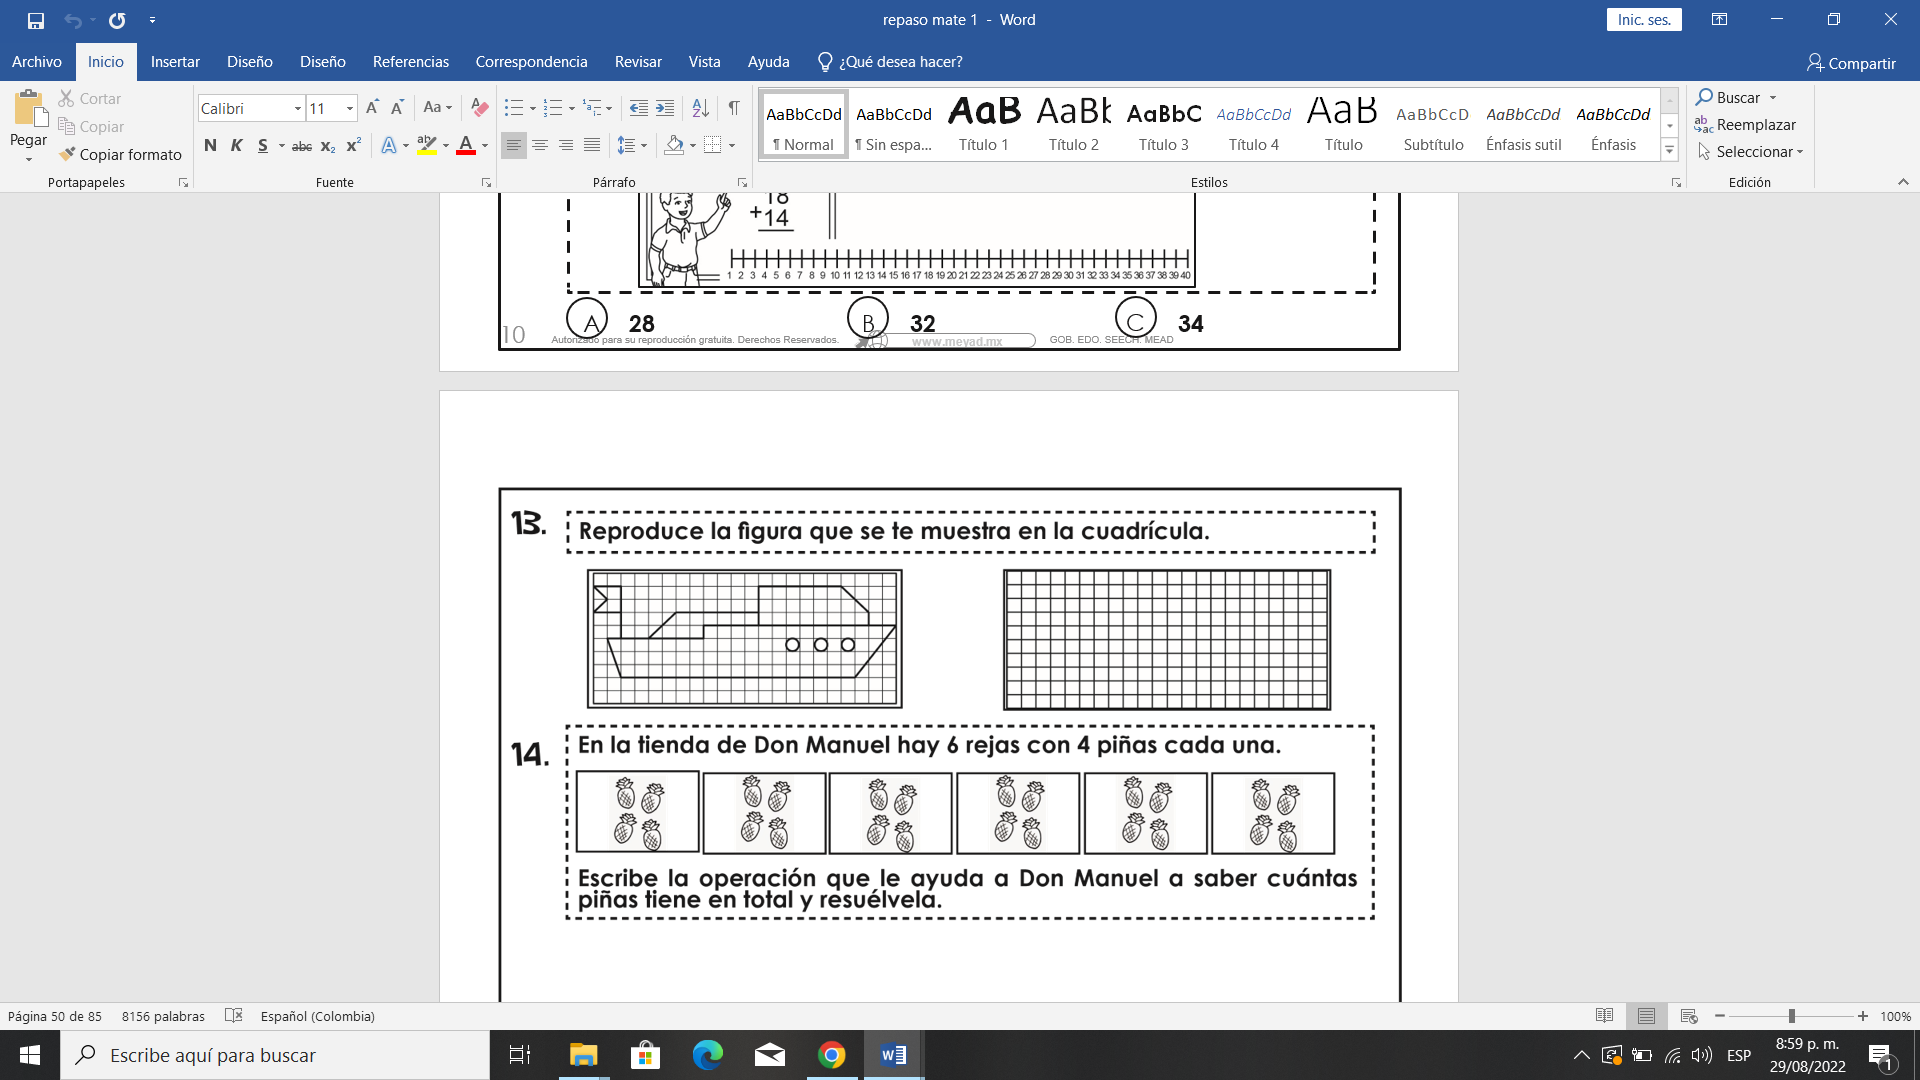 repaso mate 1 - Word
Inic. ses.
Archivo Inicio Insertar Diseño Diseño Referencias Correspondencia Revisar Vista Ayuda ¿Qué desea hacer? Compartir
Pegar
Cortar
Copiar
Copiar formato
Portapapeles
Calibri 11
Aa
N K S abc x₂ x² A aby A
Fuente
Párrafo
AaBbCcDd AaBbCcDd AaB AaBb AaBbC AaBbCcDd AaB AaBbCcD AaBbCcDd AaBbCcDd
¶ Normal ¶ Sin espa... Título 1 Título 2 Título 3 Título 4 Título Subtítulo Énfasis sutil Énfasis
Estilos
Buscar
Reemplazar
Seleccionar
Edición
18
+14
1 2 3 4 5 6 7 8 9 10 11 12 13 14 15 16 17 18 19 20 21 22 23 24 25 26 27 28 29 30 31 32 33 34 35 36 37 38 39 40
A 28 B 32 C 34
10 Autorizado para su reproducción gratuita. Derechos Reservados. www.meyad.mx GOB. EDO. SEECH. MEAD
13. Reproduce la figura que se te muestra en la cuadrícula.
14. En la tienda de Don Manuel hay 6 rejas con 4 piñas cada una.
Escribe la operación que le ayuda a Don Manuel a saber cuántas
piñas tiene en total y resuélvela.
Página 50 de 85 8156 palabras Español (Colombia) 100%
Escribe aquí para buscar
ESP
8:59 p. m.
29/08/2022
1